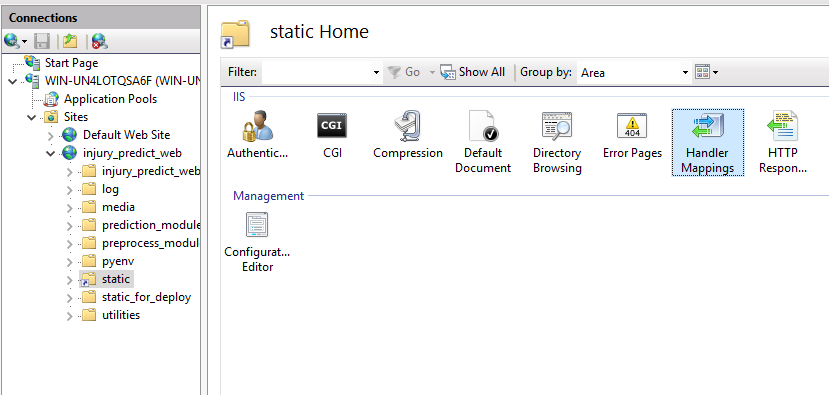 Connections
Start Page
WIN-UN4LOTQSA6F (WIN-UN
Application Pools
Sites
Default Web Site
injury_predict_web
injury_predict_web
log
media
prediction_module
preprocess_modul
pyenv
static
static_for_deploy
utilities
static Home
Filter: Go Show All Group by: Area
IIS
Authentic... CGI Compression Default Document Directory Browsing Error Pages Handler Mappings HTTP Respon...
CGI 404
Management
Configurat...
Editor